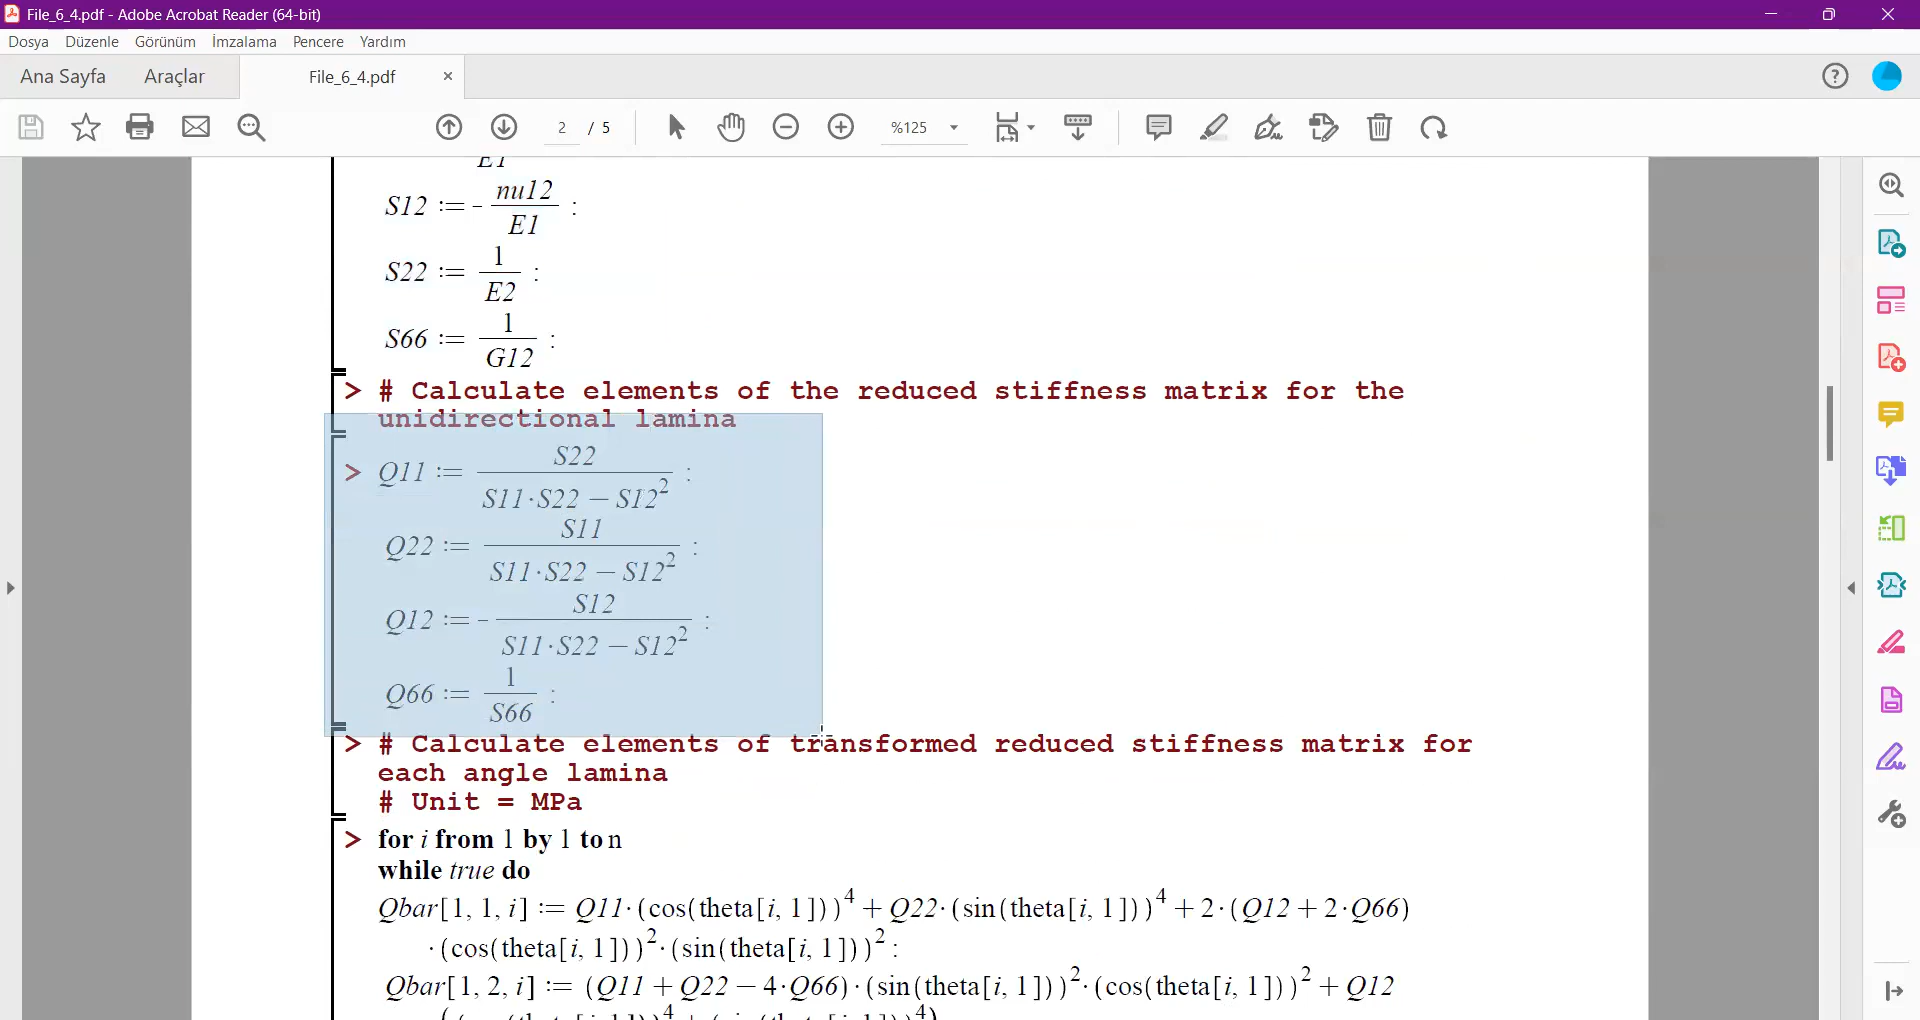 File_6_4.pdf - Adobe Acrobat Reader (64-bit)
Dosya Düzenle Görünüm İmzalama Pencere Yardım
Ana Sayfa Araçlar File_6_4.pdf ×
2 / 5 %125
E1
S12 := - nu12 / E1 :
S22 := 1 / E2 :
S66 := 1 / G12 :
> # Calculate elements of the reduced stiffness matrix for the
unidirectional lamina
> Q11 := S22 / S11·S22 − S12² :
Q22 := S11 / S11·S22 − S12² :
Q12 := - S12 / S11·S22 − S12² :
Q66 := 1 / S66 :
> # Calculate elements of transformed reduced stiffness matrix for
each angle lamina
# Unit = MPa
> for i from 1 by 1 to n
while true do
Qbar[1, 1, i] := Q11·(cos(theta[i, 1]))⁴ + Q22·(sin(theta[i, 1]))⁴ + 2·(Q12 + 2·Q66)
·(cos(theta[i, 1]))²·(sin(theta[i, 1]))² :
Qbar[1, 2, i] := (Q11 + Q22 − 4·Q66)·(sin(theta[i, 1]))²·(cos(theta[i, 1]))² + Q12